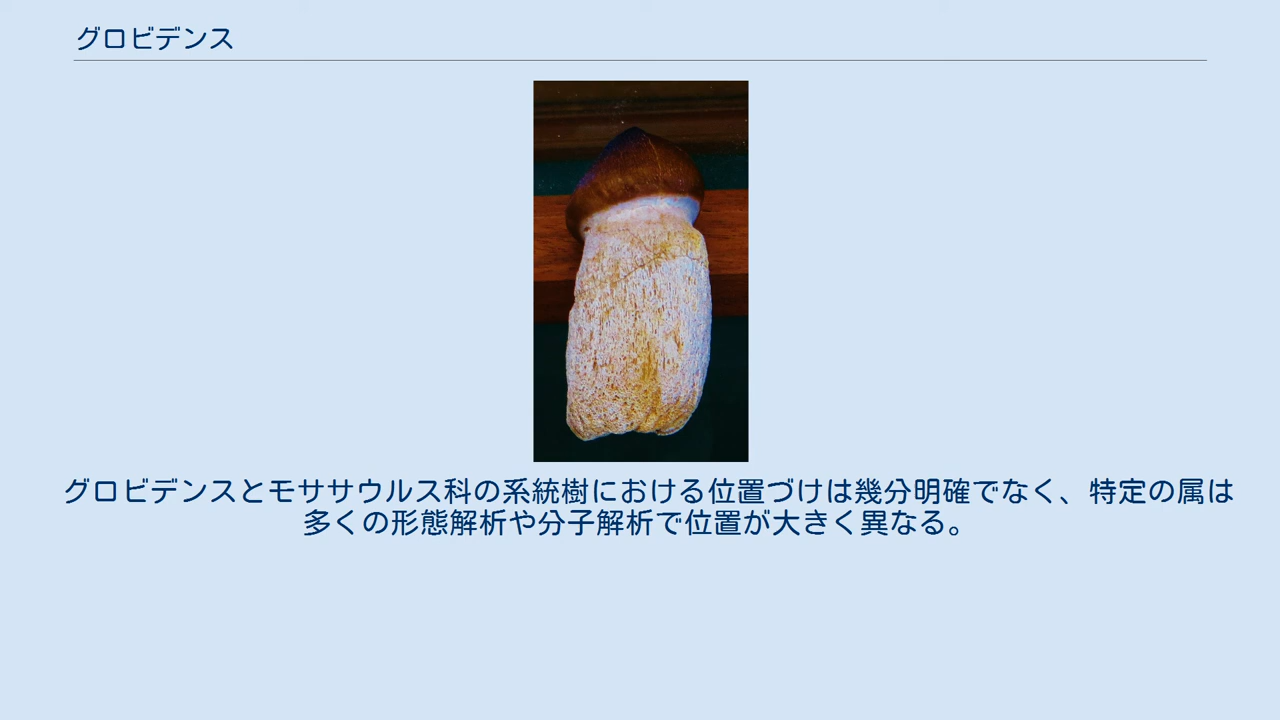 グロビデンス
グロビデンスとモササウルス科の系統樹における位置づけは幾分明確でなく、特定の属は
多くの形態解析や分子解析で位置が大きく異なる。